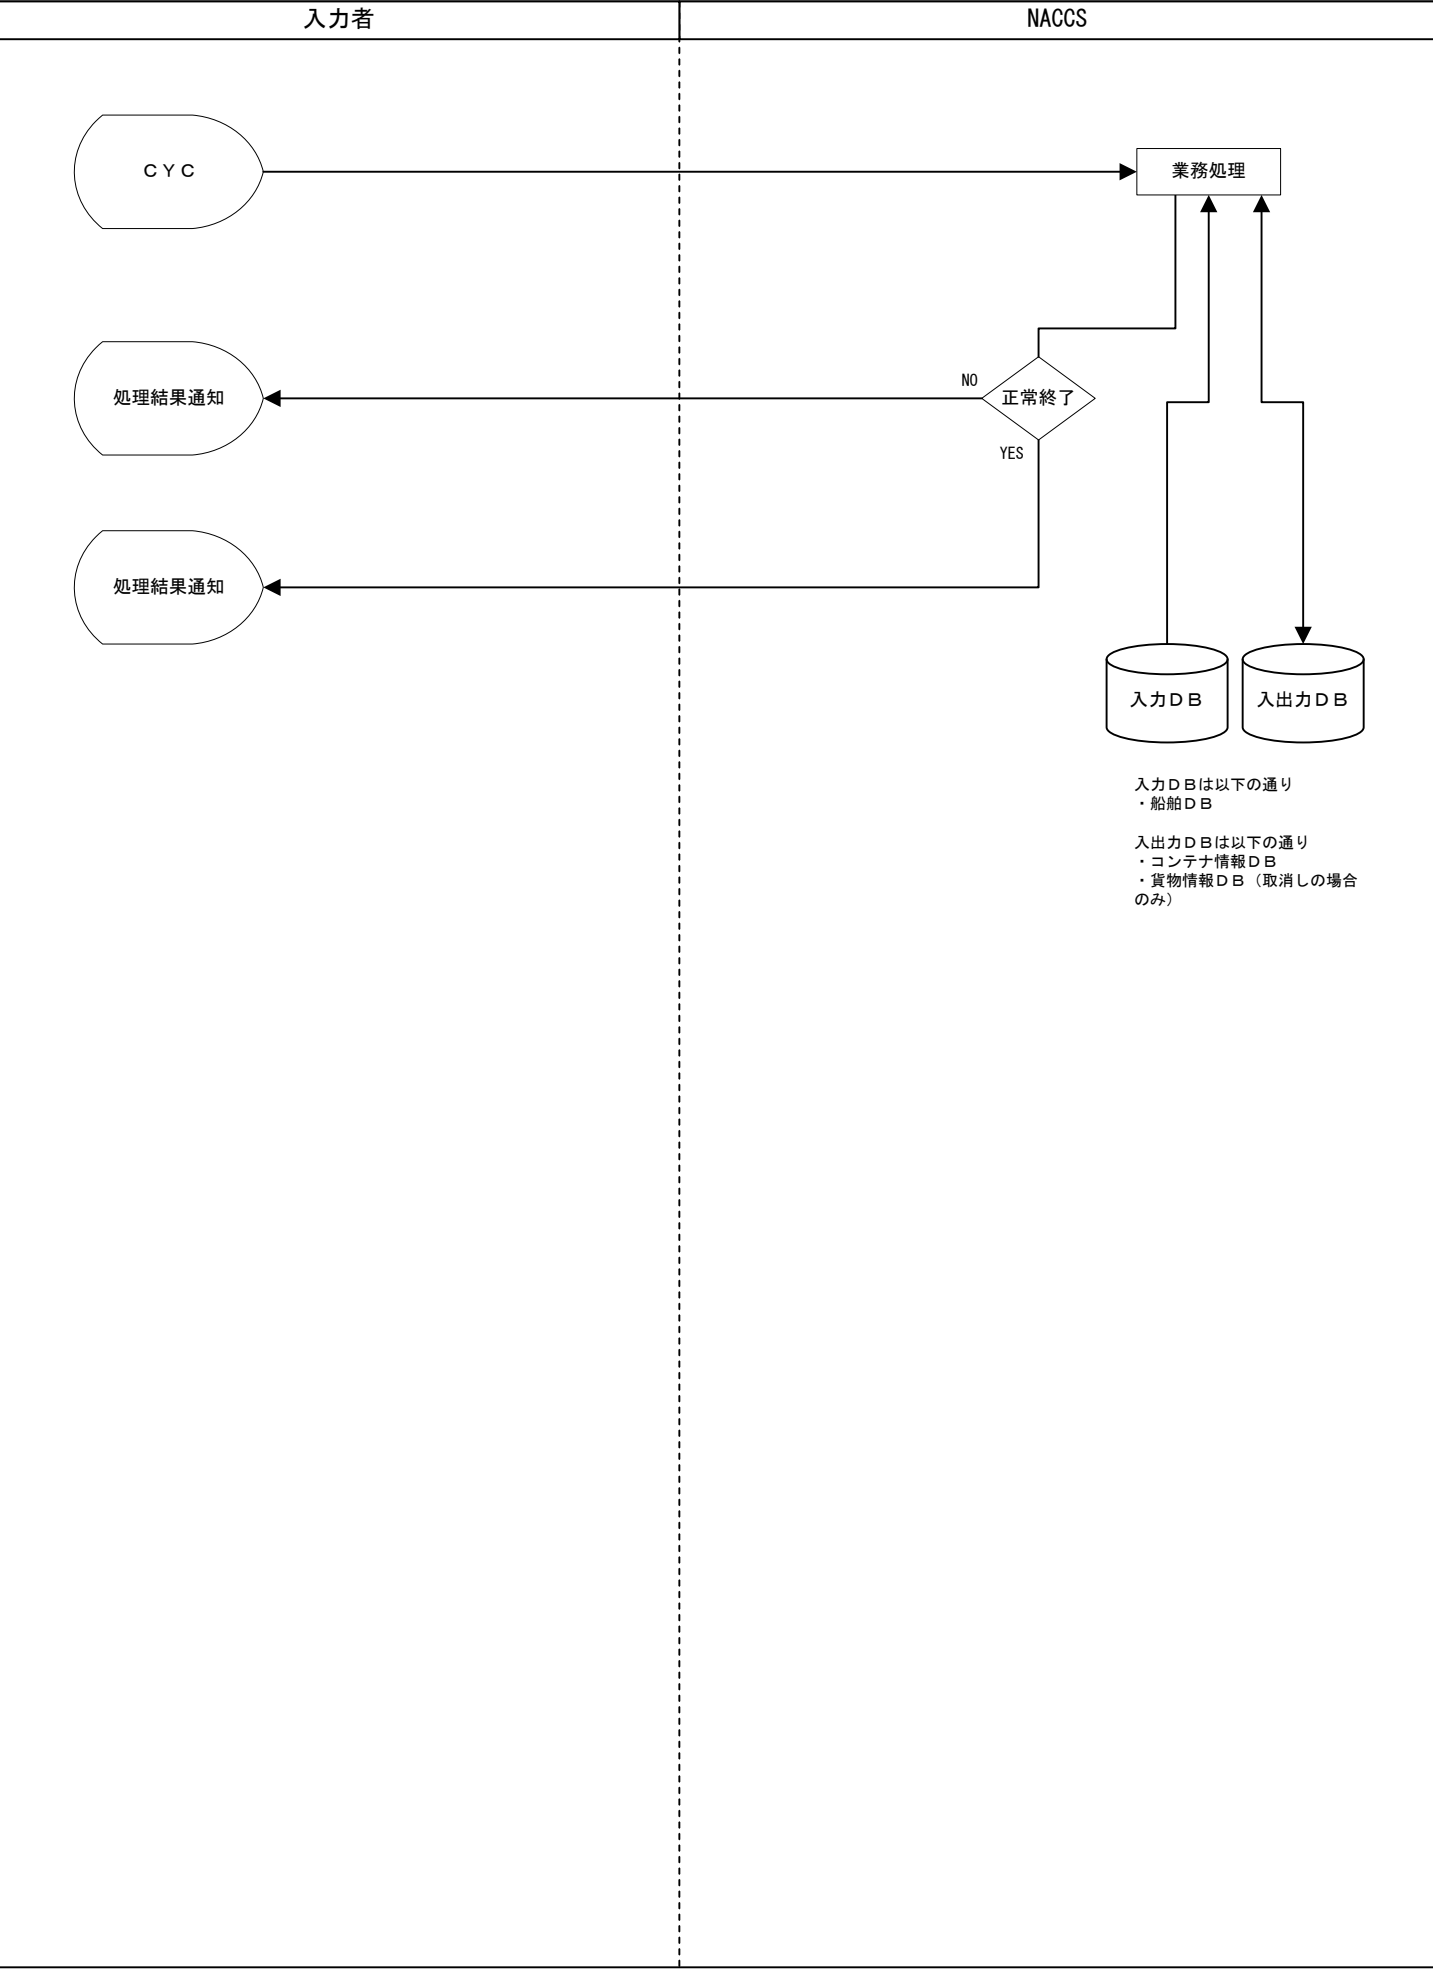 入力者
NACCS
ＣＹＣ
業務処理
処理結果通知
NO
正常終了
YES
処理結果通知
入力ＤＢ
入出力ＤＢ
入力ＤＢは以下の通り
・船舶ＤＢ
入出力ＤＢは以下の通り
・コンテナ情報ＤＢ
・貨物情報ＤＢ（取消しの場合
のみ）